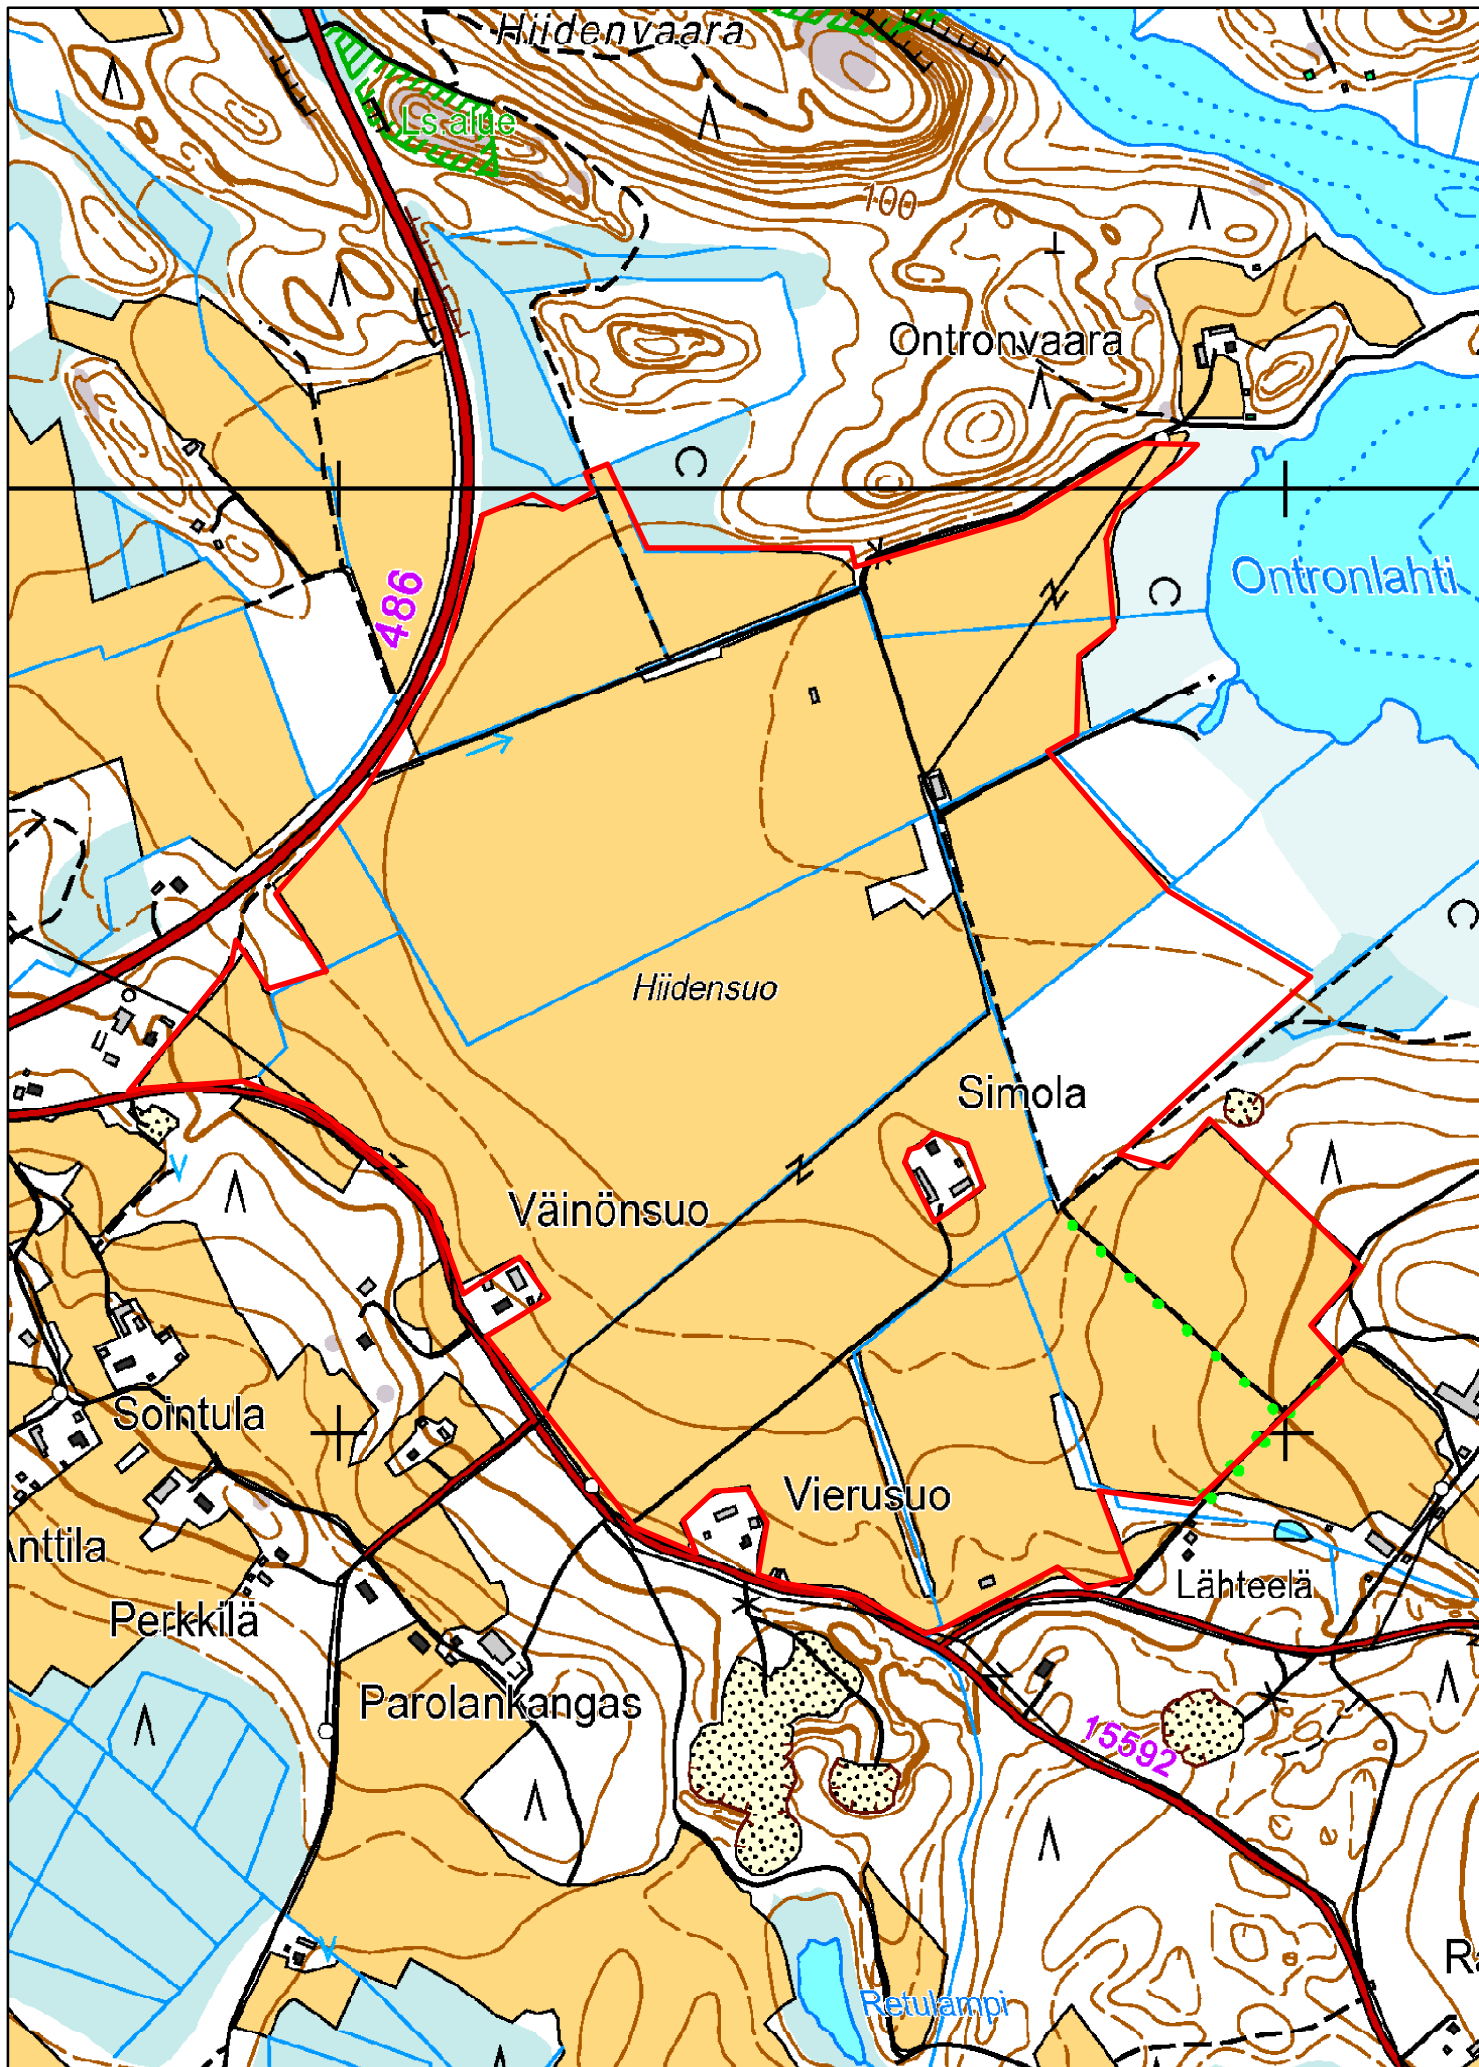 Hiidenvaara
Ls.alue
100
Ontronvaara
486
Ontronlahti
Hiidensuo
Simola
Väinönsuo
Sointula
Vierusuo
Anttila
Lähteelä
Perkkilä
Parolankangas
15592
Retulampi